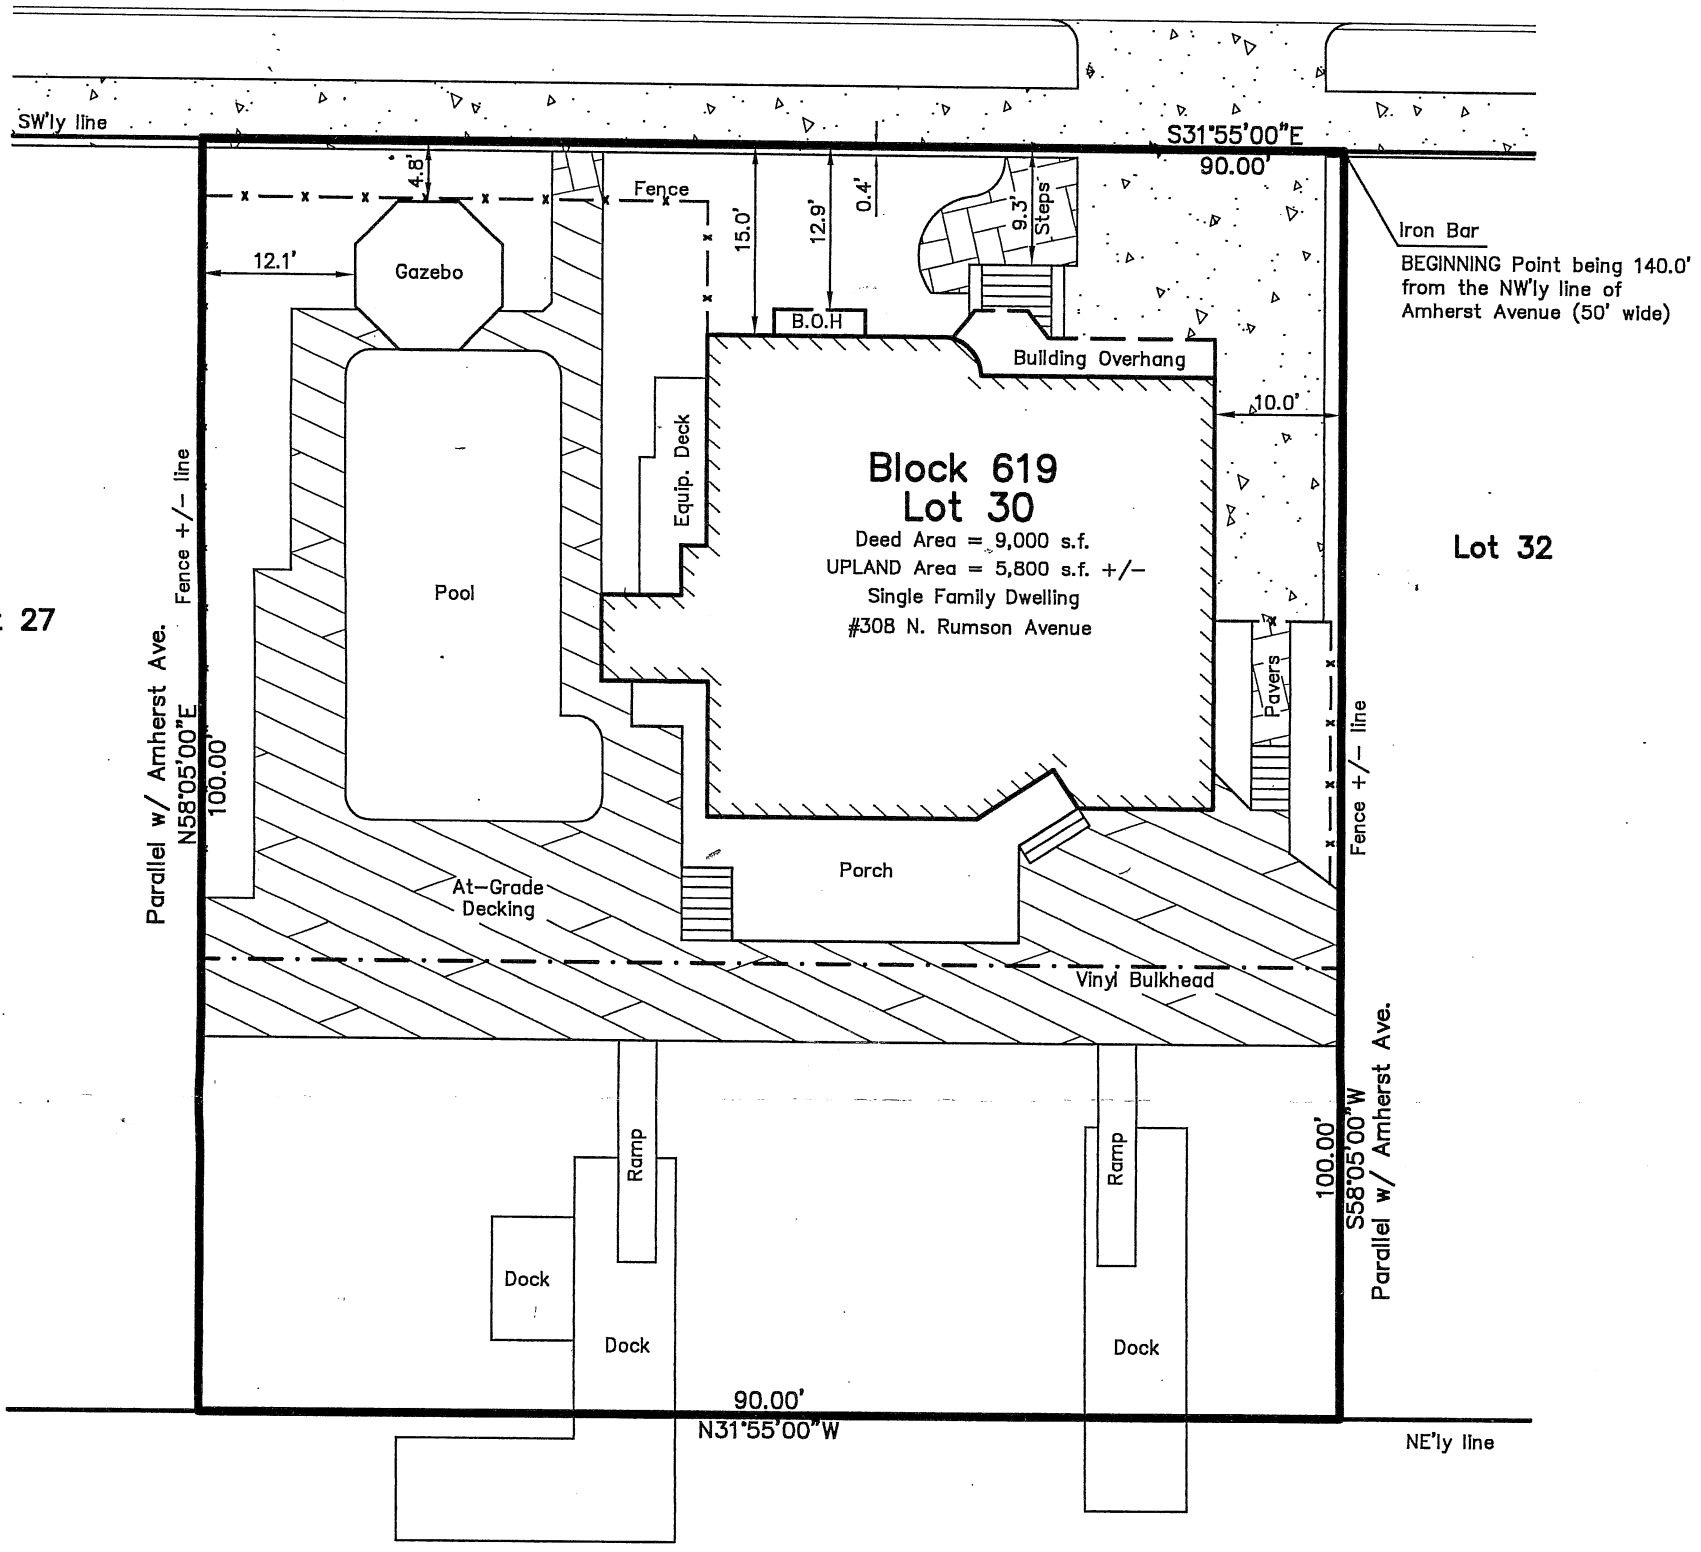 SW'ly line
S31°55'00"E
90.00'
4.8'
Fence
15.0'
12.9'
0.4'
9.3'
Steps
Iron Bar
BEGINNING Point being 140.0'
from the NW'ly line of
Amherst Avenue (50' wide)
12.1'
Gazebo
B.O.H
Building Overhang
10.0'
Equip. Deck
Block 619
Lot 30
Deed Area = 9,000 s.f.
UPLAND Area = 5,800 s.f. +/-
Single Family Dwelling
#308 N. Rumson Avenue
Lot 32
Fence +/- line
Pool
27
Pavers
Parallel w/ Amherst Ave.
N58°05'00"E
100.00'
Fence +/- line
Porch
At-Grade
Decking
Vinyl Bulkhead
Ramp
Ramp
100.00'
S58°05'00"W
Parallel w/ Amherst Ave.
Dock
Dock
Dock
90.00'
N31°55'00"W
NE'ly line